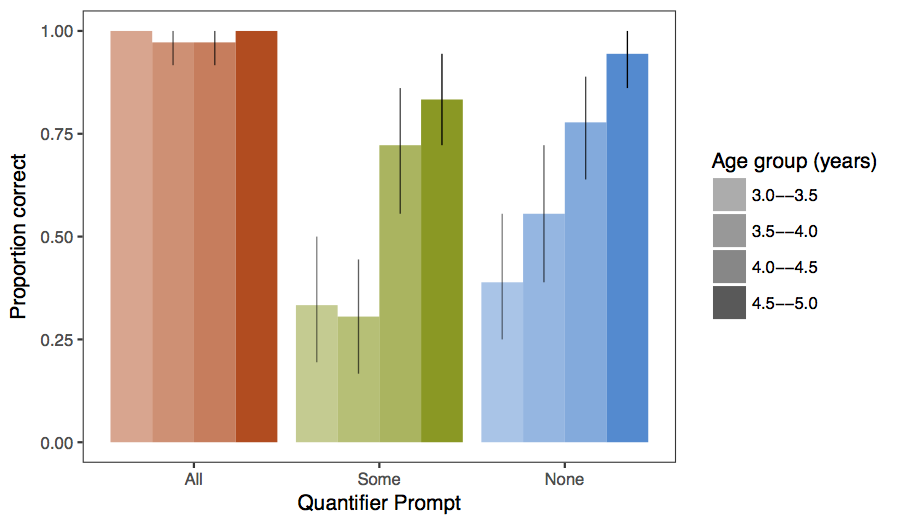 1.00
0.75
0.50
0.25
0.00
Proportion correct
All
Some
None
Quantifier Prompt
Age group (years)
3.0−−3.5
3.5−−4.0
4.0−−4.5
4.5−−5.0